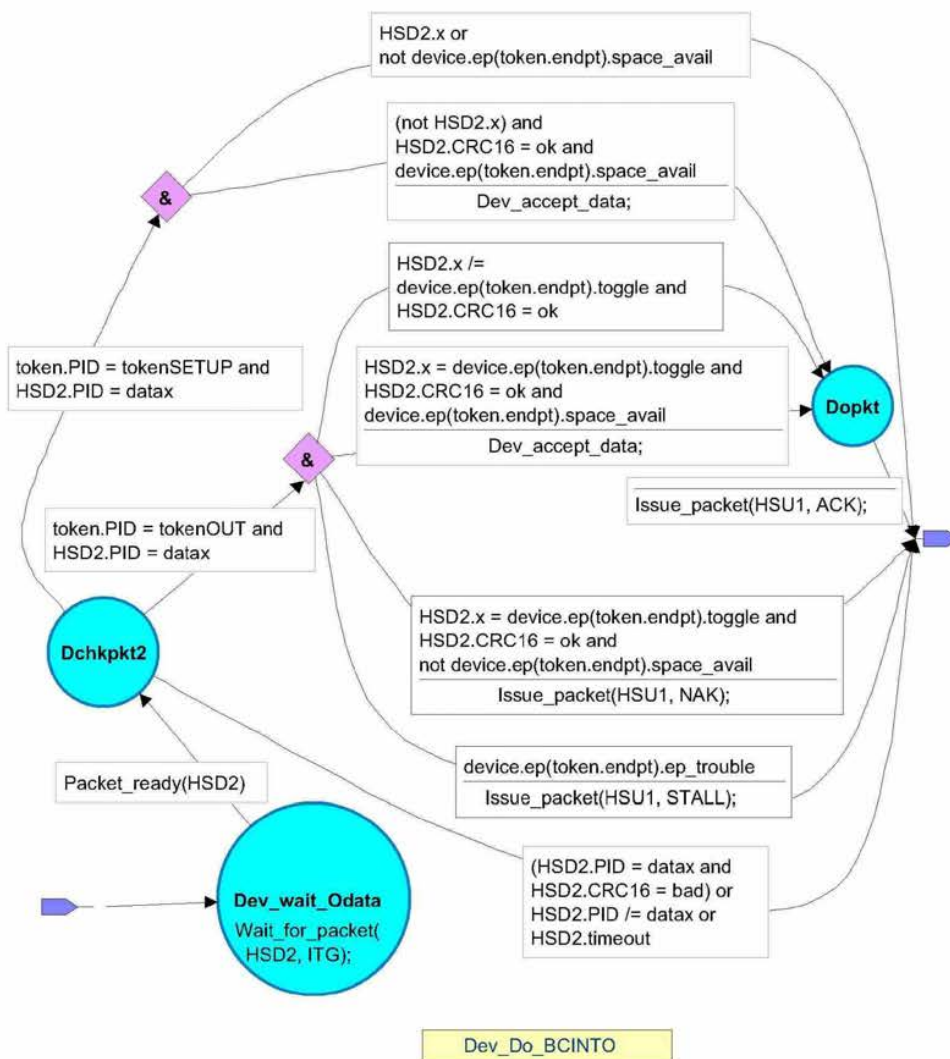 HSD2.x or
not device.ep(token.endpt).space_avail
(not HSD2.x) and
HSD2.CRC16 = ok and
device.ep(token.endpt).space_avail
Dev_accept_data;
&
HSD2.x /=
device.ep(token.endpt).toggle and
HSD2.CRC16 = ok
token.PID = tokenSETUP and
HSD2.PID = datax
HSD2.x = device.ep(token.endpt).toggle and
HSD2.CRC16 = ok and
device.ep(token.endpt).space_avail
Dev_accept_data;
Dopkt
&
Issue_packet(HSU1, ACK);
token.PID = tokenOUT and
HSD2.PID = datax
HSD2.x = device.ep(token.endpt).toggle and
HSD2.CRC16 = ok and
not device.ep(token.endpt).space_avail
Issue_packet(HSU1, NAK);
Dchkpkt2
device.ep(token.endpt).ep_trouble
Issue_packet(HSU1, STALL);
Packet_ready(HSD2)
(HSD2.PID = datax and
HSD2.CRC16 = bad) or
HSD2.PID /= datax or
HSD2.timeout
Dev_wait_Odata
Wait_for_packet(
HSD2, ITG);
Dev_Do_BCINTO